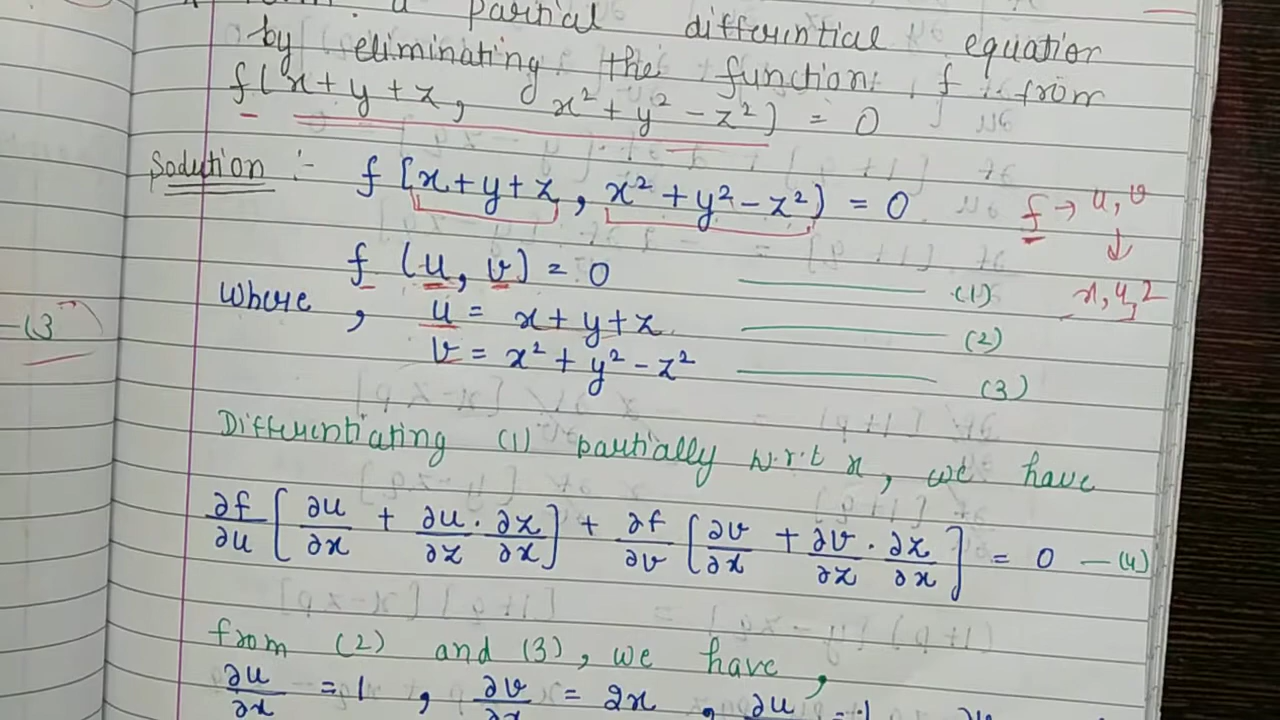 a partial differential equation
by eliminating the function f from
f(x+y+z, x² + y² - z²) = 0
Solution :- f [x+y+z, x² + y² - z²) = 0
f → u, v
↓
x, y, z
f (u, v) = 0 (1)
where, u = x+y+z (2)
v = x² + y² - z² (3)
-(3
Differentiating (1) partially w.r.t x, we have
∂f/∂u [∂u/∂x + ∂u/∂z . ∂z/∂x] + ∂f/∂v [∂v/∂x + ∂v/∂z . ∂z/∂x] = 0 — (4)
from (2) and (3), we have,
∂u/∂x = 1, ∂v/∂x = 2x, ∂u